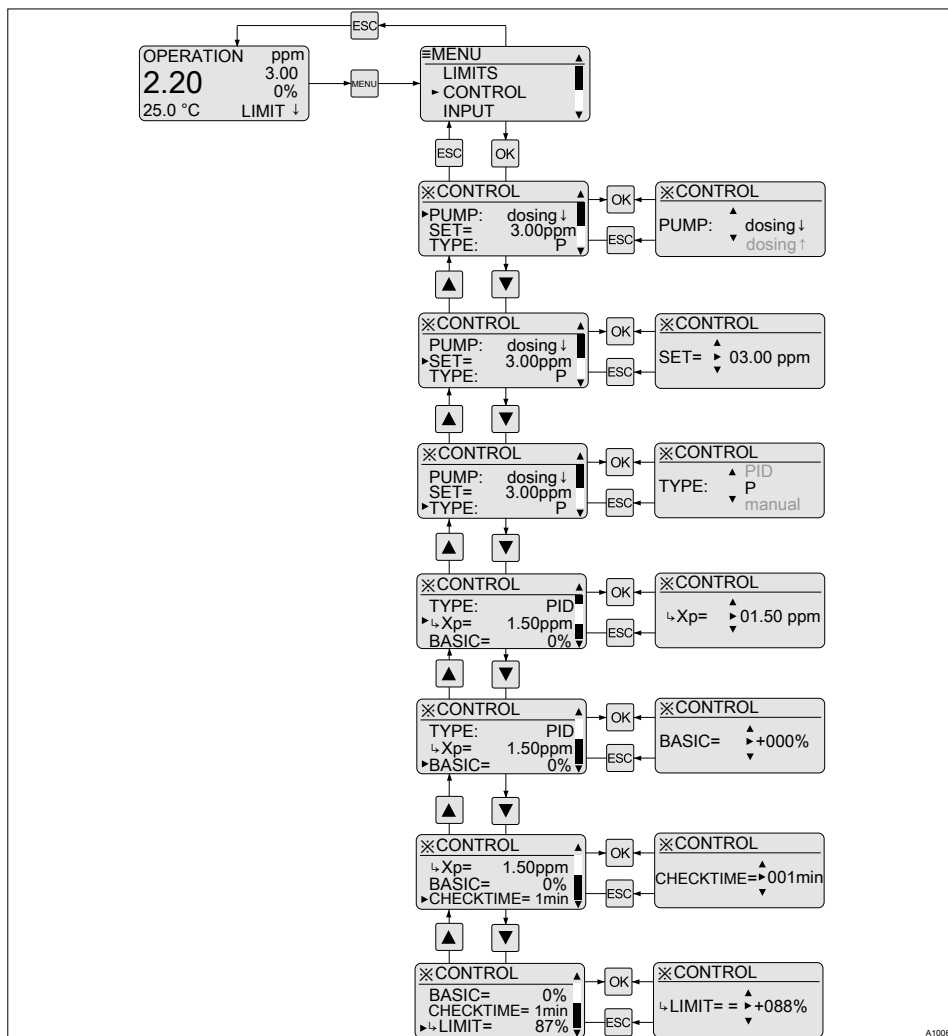 ESC
OPERATION ppm
2.20 3.00
0%
25.0 °C LIMIT ↓
MENU
≡MENU
LIMITS
▸ CONTROL
INPUT
ESC OK
※CONTROL
▸PUMP: dosing↓
SET= 3.00ppm
TYPE: P
OK
ESC
※CONTROL
PUMP: dosing↓
dosing↑
▲ ▼
※CONTROL
PUMP: dosing↓
▸SET= 3.00ppm
TYPE: P
OK
ESC
※CONTROL
SET= ▸ 03.00 ppm
▲ ▼
※CONTROL
PUMP: dosing↓
SET= 3.00ppm
▸TYPE: P
OK
ESC
※CONTROL
PID
TYPE: P
manual
▲ ▼
※CONTROL
TYPE: PID
▸↳Xp= 1.50ppm
BASIC= 0%
OK
ESC
※CONTROL
↳Xp= ▸01.50 ppm
▲ ▼
※CONTROL
TYPE: PID
↳Xp= 1.50ppm
▸BASIC= 0%
OK
ESC
※CONTROL
BASIC= ▸+000%
▲ ▼
※CONTROL
↳Xp= 1.50ppm
BASIC= 0%
▸CHECKTIME= 1min
OK
ESC
※CONTROL
CHECKTIME=▸001min
▲ ▼
※CONTROL
BASIC= 0%
CHECKTIME= 1min
▸↳LIMIT= 87%
OK
ESC
※CONTROL
↳LIMIT= = ▸+088%